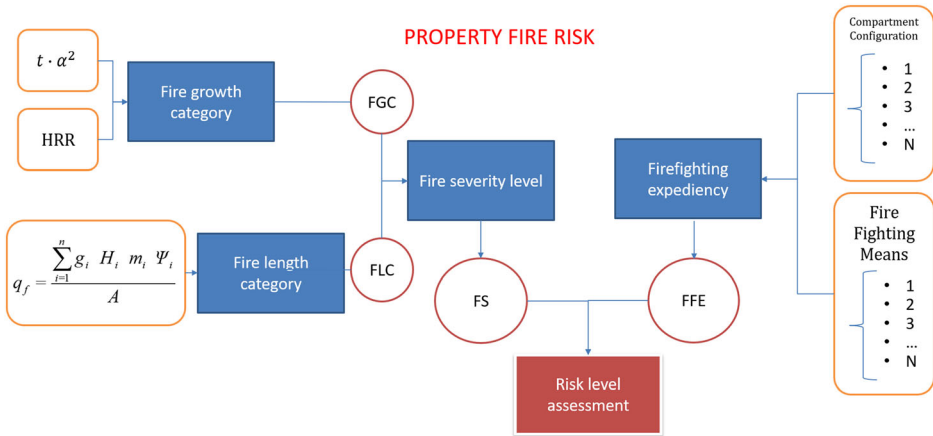 PROPERTY FIRE RISK
t · α²
HRR
Fire growth
category
FGC
q_f = \frac{\sum_{i=1}^{n} g_i H_i m_i Ψ_i}{A}
Fire length
category
FLC
Fire severity level
FS
Firefighting
expediency
FFE
Risk level
assessment
Compartment
Configuration
• 1
• 2
• 3
• ...
• N
Fire
Fighting
Means
• 1
• 2
• 3
• ...
• N